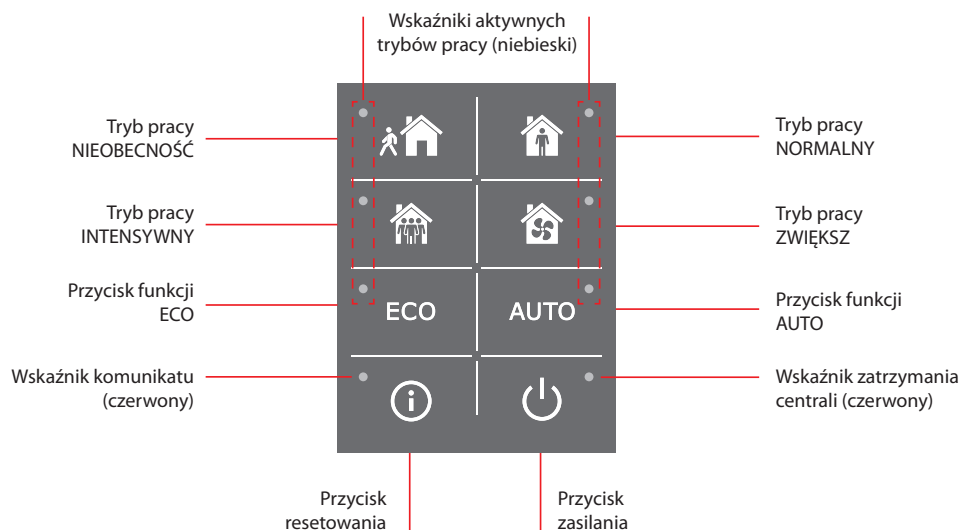 Wskaźniki aktywnych
trybów pracy (niebieski)
Tryb pracy
NIEOBECNOŚĆ
Tryb pracy
NORMALNY
Tryb pracy
INTENSYWNY
Tryb pracy
ZWIĘKSZ
Przycisk funkcji
ECO
ECO
AUTO
Przycisk funkcji
AUTO
Wskaźnik komunikatu
(czerwony)
Wskaźnik zatrzymania
centrali (czerwony)
Przycisk
resetowania
Przycisk
zasilania